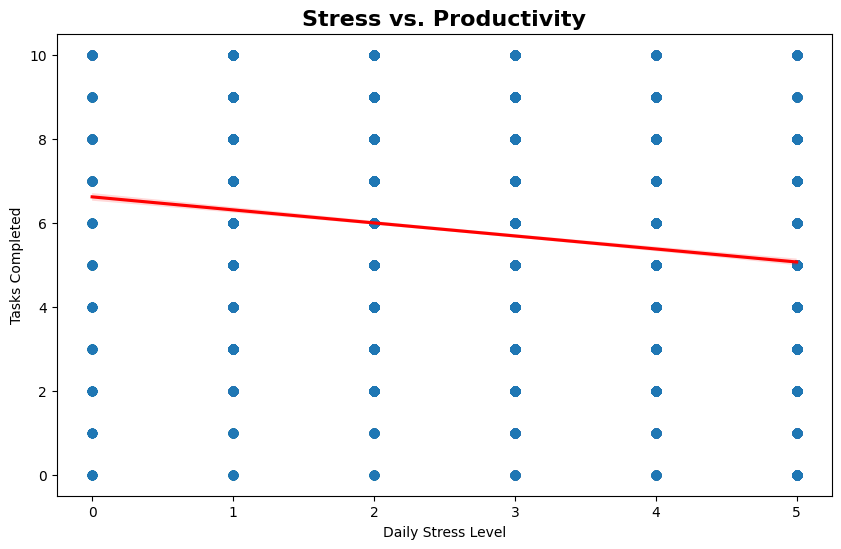 Stress vs. Productivity
10
8
6
4
2
0
Tasks Completed
0 1 2 3 4 5
Daily Stress Level